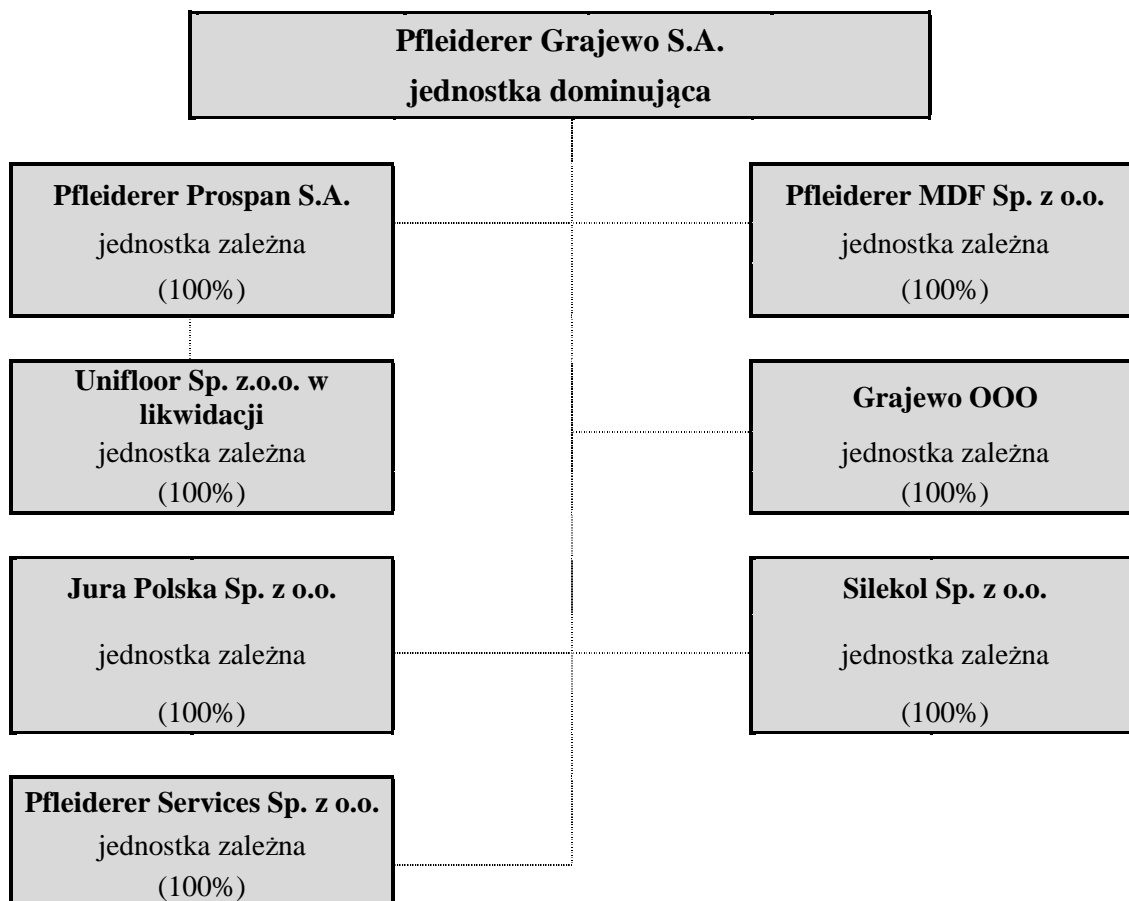 Pfleiderer Grajewo S.A.
jednostka dominująca
Pfleiderer Prospan S.A.
jednostka zależna
(100%)
Pfleiderer MDF Sp. z o.o.
jednostka zależna
(100%)
Unifloor Sp. z.o.o. w
likwidacji
jednostka zależna
(100%)
Grajewo OOO
jednostka zależna
(100%)
Jura Polska Sp. z o.o.
jednostka zależna
(100%)
Silekol Sp. z o.o.
jednostka zależna
(100%)
Pfleiderer Services Sp. z o.o.
jednostka zależna
(100%)